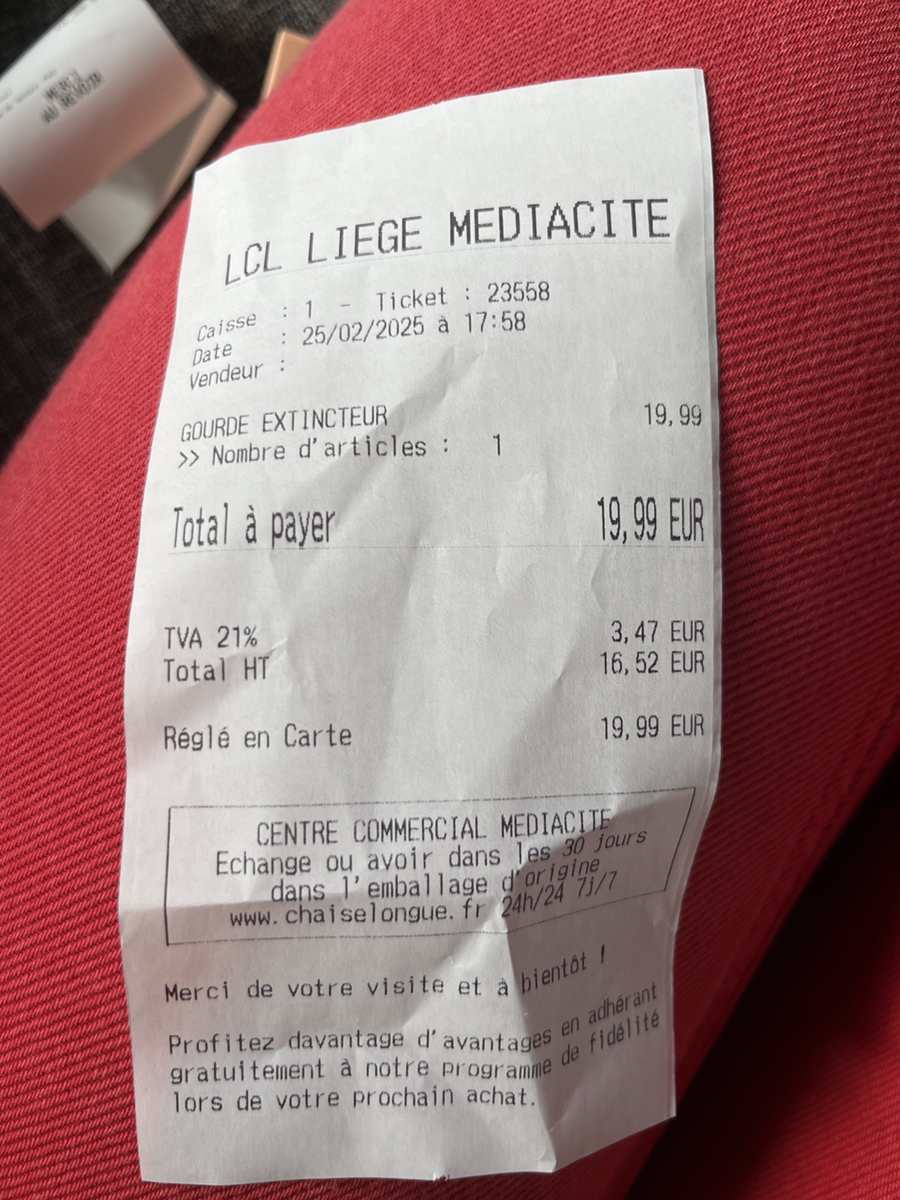 MERCI
AU REVOIR
LCL LIEGE MEDIACITE
Caisse : 1 - Ticket : 23558
Date : 25/02/2025 à 17:58
Vendeur :
GOURDE EXTINCTEUR 19,99
>> Nombre d'articles : 1
Total à payer 19,99 EUR
TVA 21% 3,47 EUR
Total HT 16,52 EUR
Réglé en Carte 19,99 EUR
CENTRE COMMERCIAL MEDIACITE
Echange ou avoir dans les 30 jours
dans l'emballage d'origine
www.chaiselongue.fr 24h/24 7j/7
Merci de votre visite et à bientôt !
Profitez davantage d'avantages en adhérant
gratuitement à notre programme de fidélité
lors de votre prochain achat.